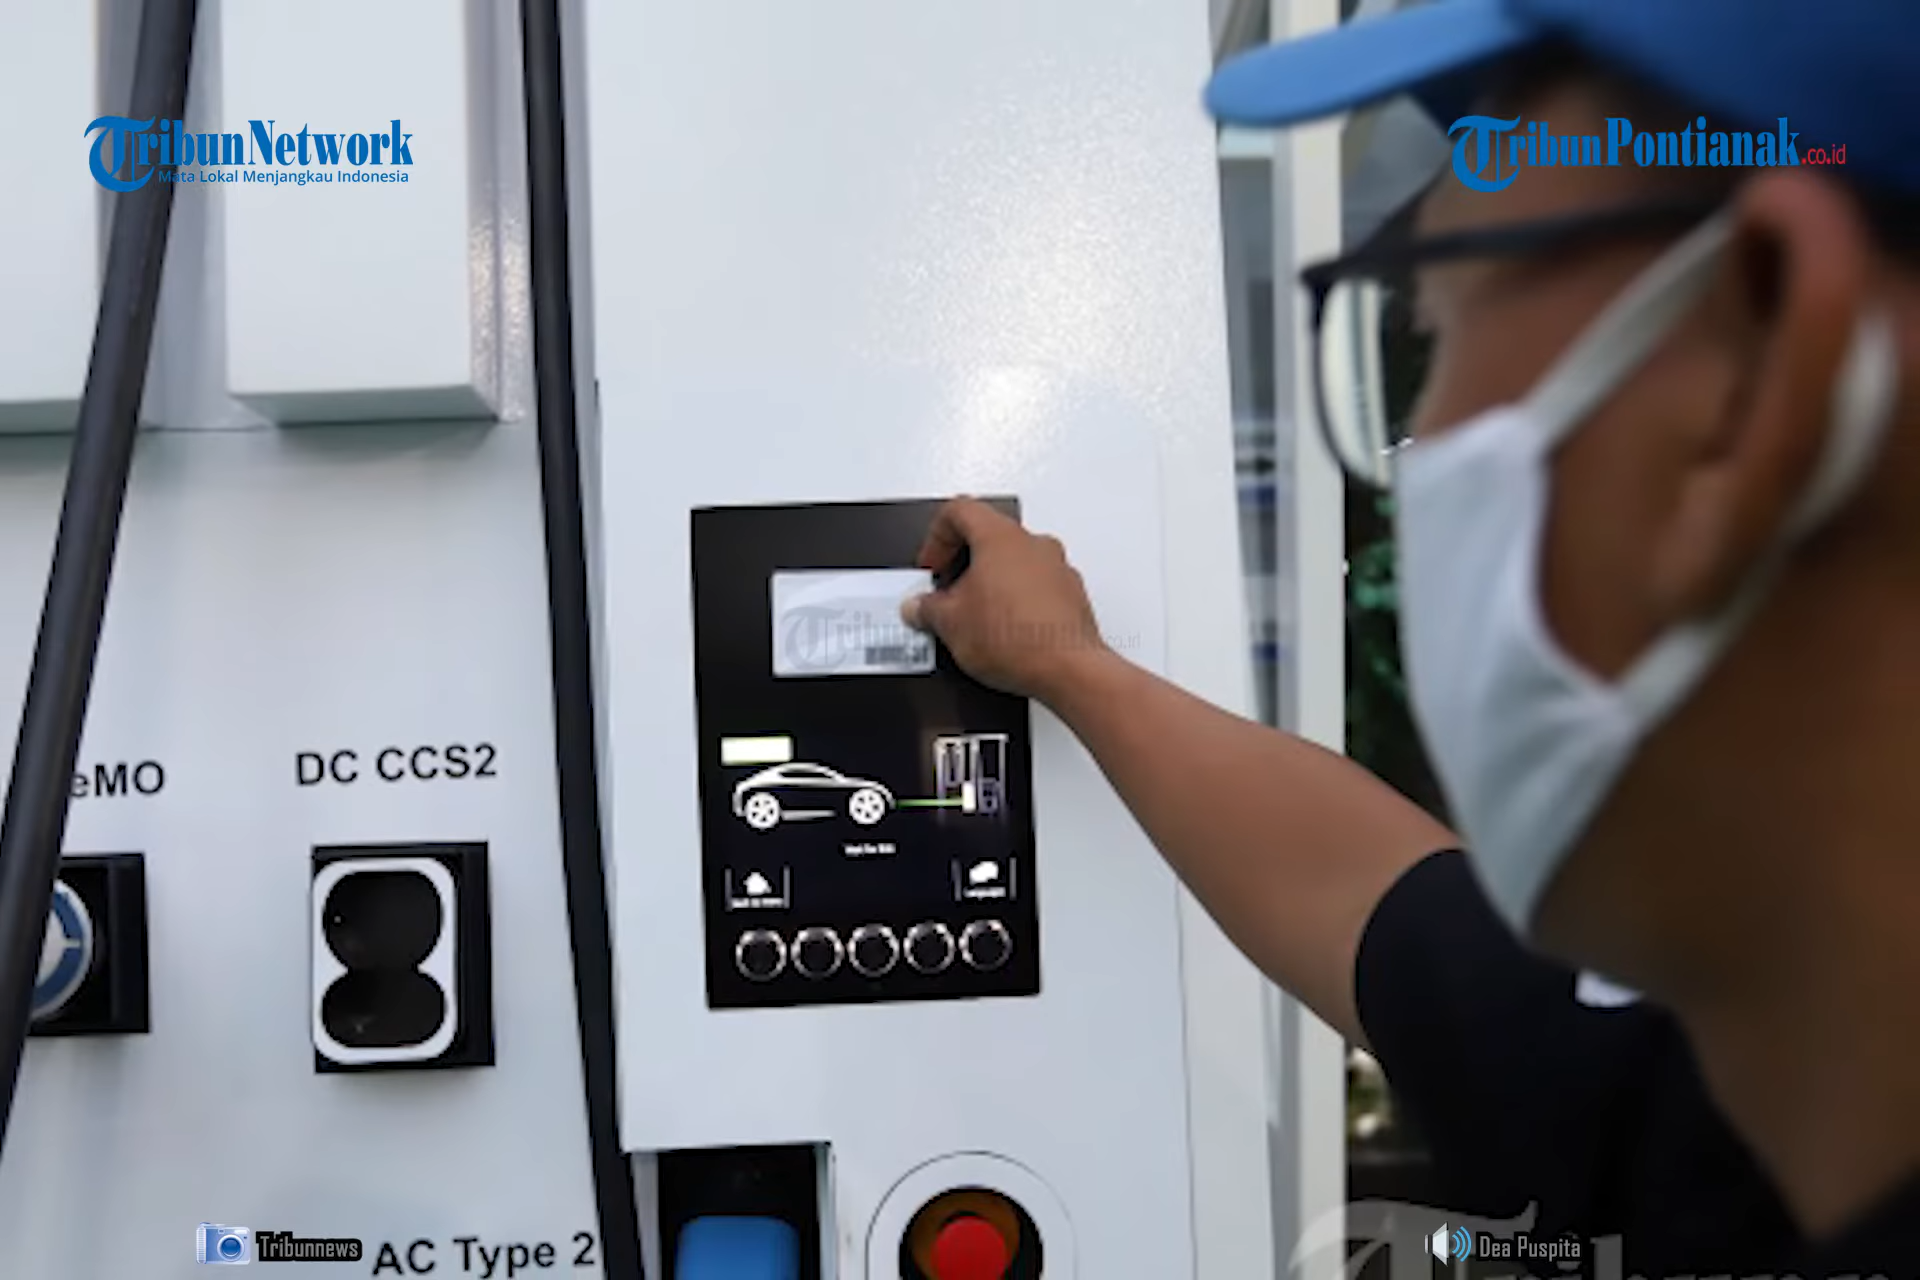 TribunNetwork
Mata Lokal Menjangkau Indonesia
TribunPontianak.co.id
eMO
DC CCS2
AC Type 2
Tribunnews
Dea Puspita